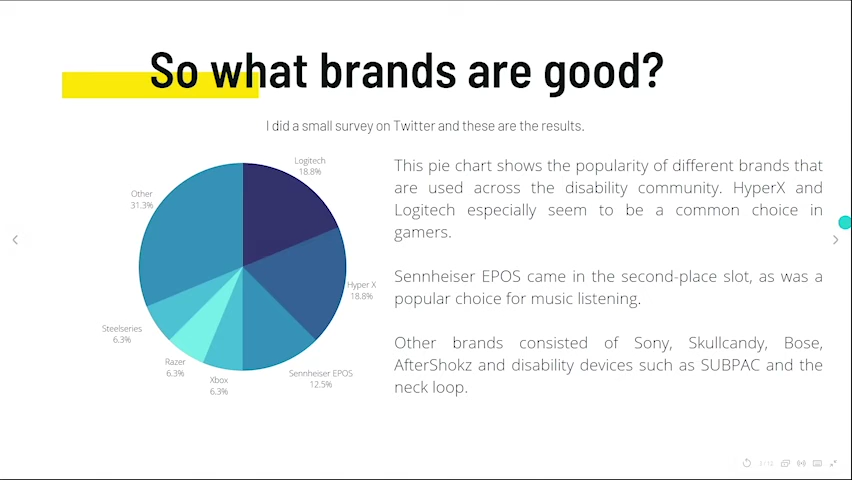 So what brands are good?
I did a small survey on Twitter and these are the results.
Logitech
18.8%
Other
31.3%
Hyper X
18.8%
Steelseries
6.3%
Razer
6.3%
Xbox
6.3%
Sennheiser EPOS
12.5%
This pie chart shows the popularity of different brands that
are used across the disability community. HyperX and
Logitech especially seem to be a common choice in
gamers.
Sennheiser EPOS came in the second-place slot, as was a
popular choice for music listening.
Other brands consisted of Sony, Skullcandy, Bose,
AfterShokz and disability devices such as SUBPAC and the
neck loop.